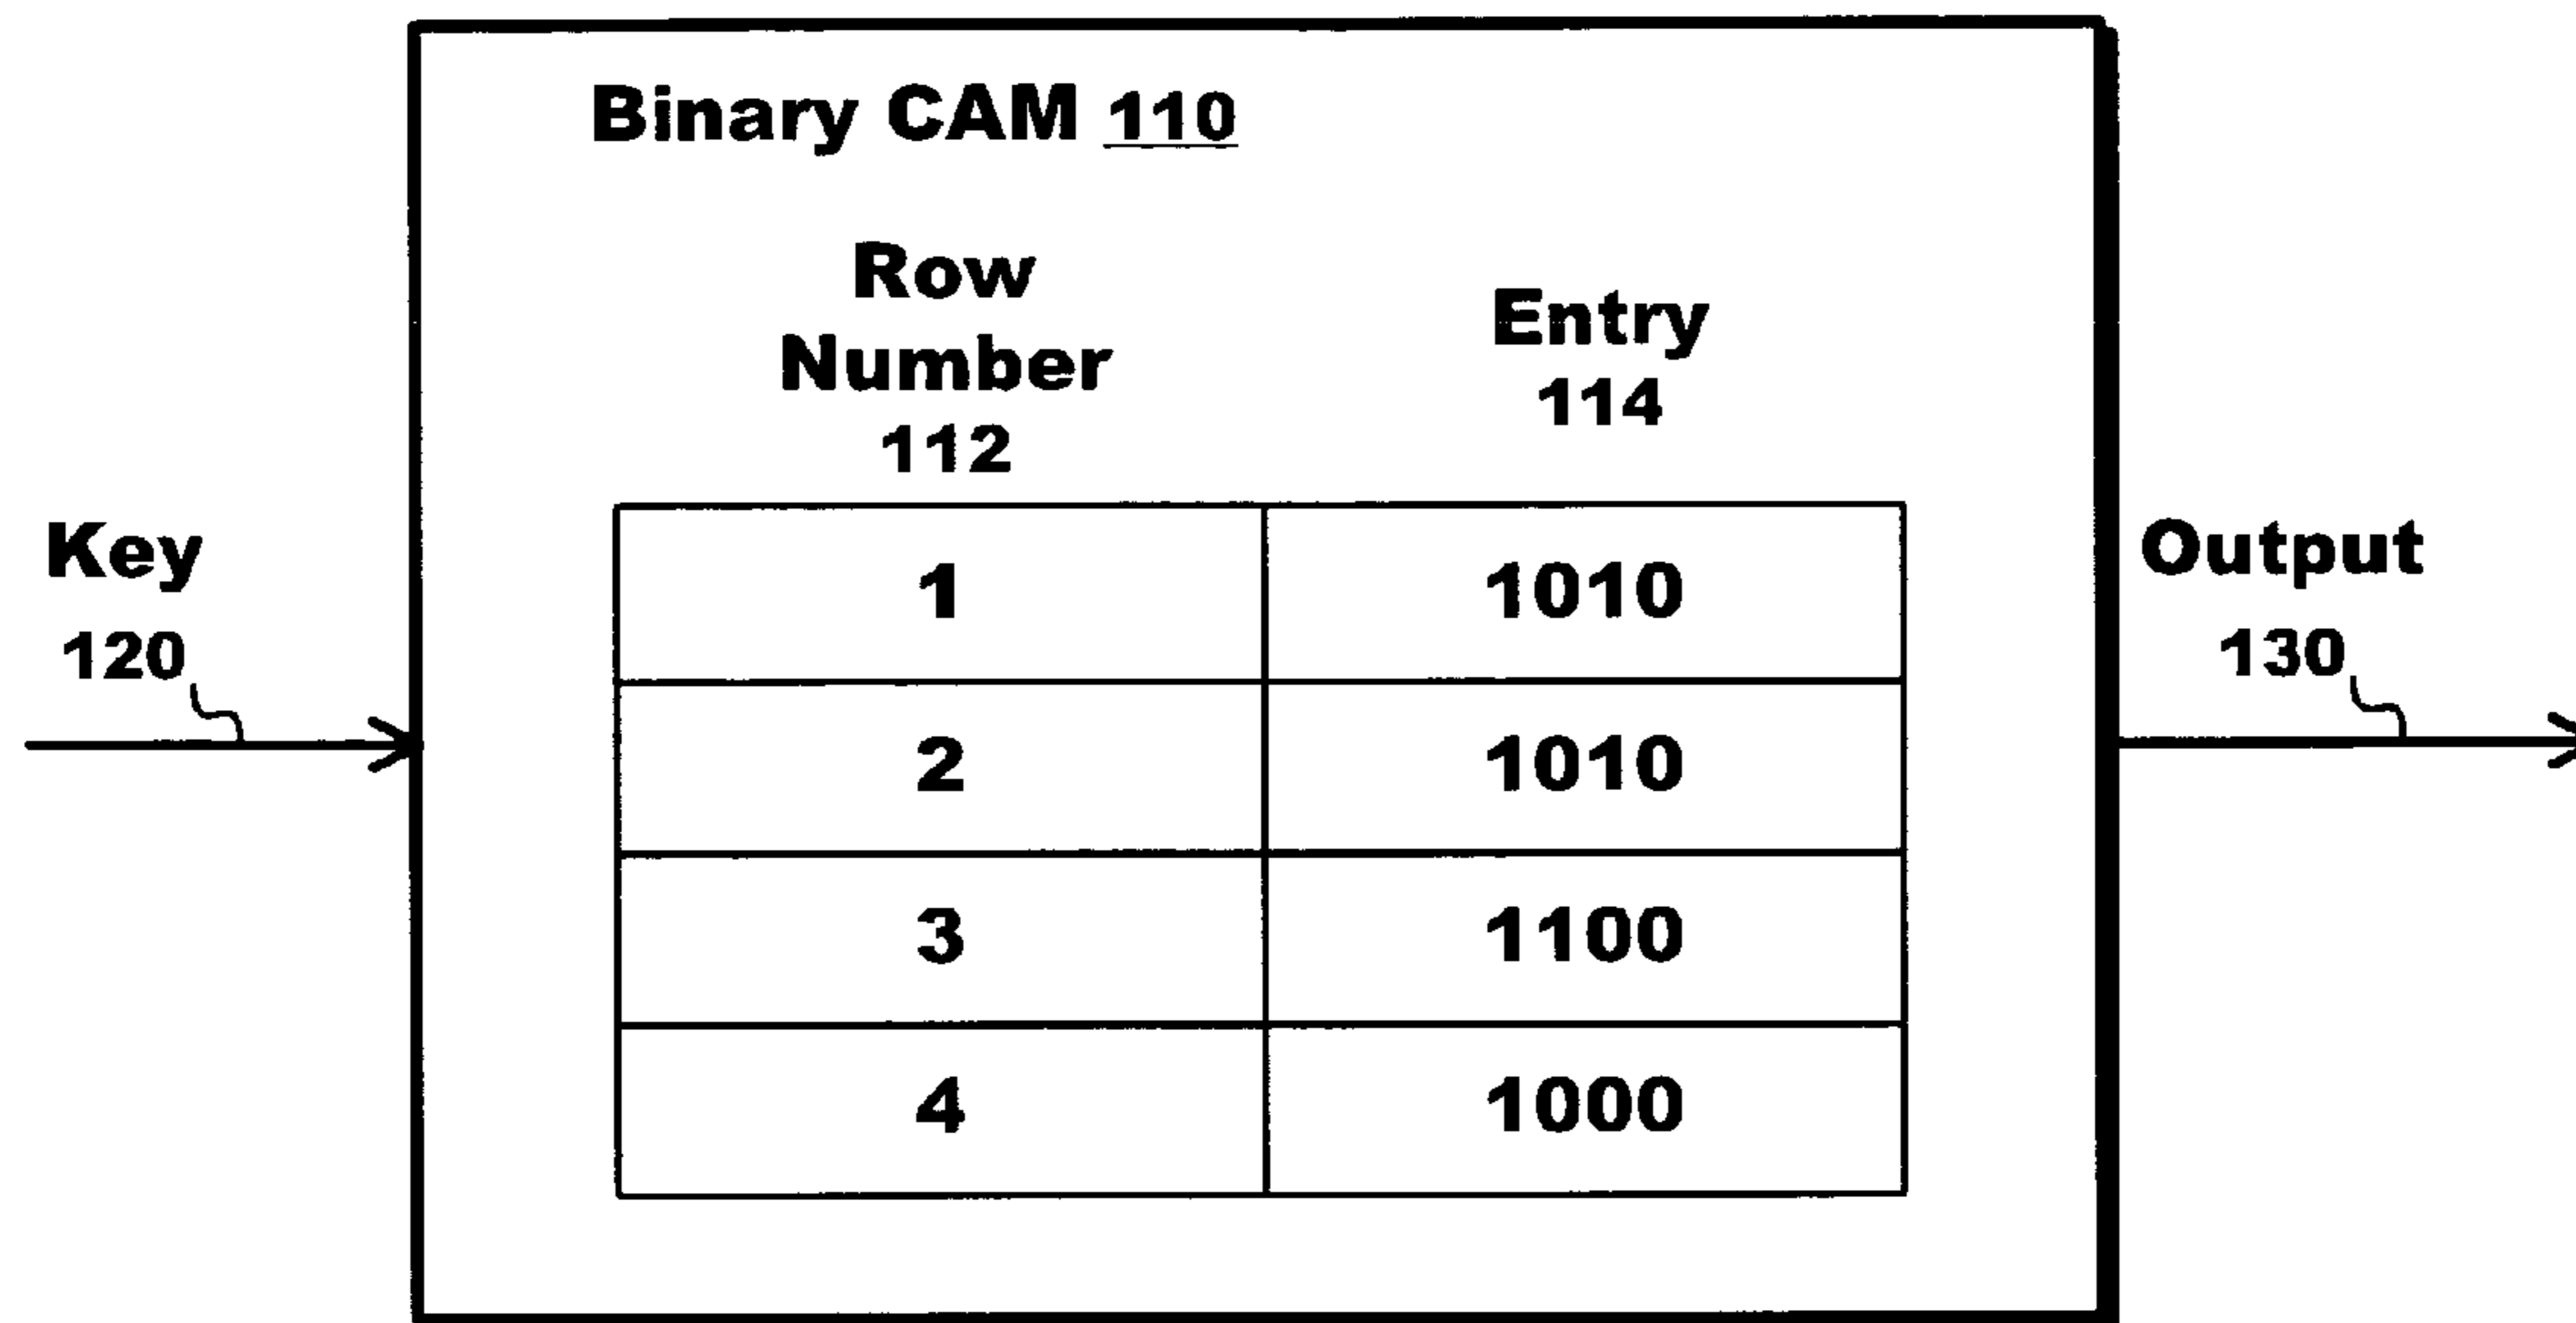 Binary CAM 110
Row
Number
112
Entry
114
Key
120
1 1010
2 1010
3 1100
4 1000
Output
130